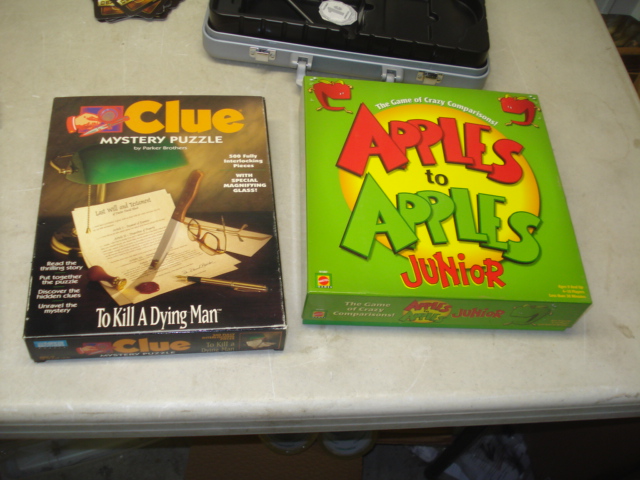 Clue
MYSTERY PUZZLE
by Parker Brothers
500 Fully
Interlocking
Pieces
WITH
SPECIAL
MAGNIFYING
GLASS!
Last Will and Testament
Read the
thrilling story
Put together
the puzzle
Discover the
hidden clues
Unravel the
mystery
To Kill A Dying Man
Clue
MYSTERY PUZZLE
To Kill a
Dying Man
The Game of Crazy Comparisons!
APPLES
to
APPLES
JUNIOR
The Game
of Crazy
Comparisons!
APPLES
to
APPLES
JUNIOR